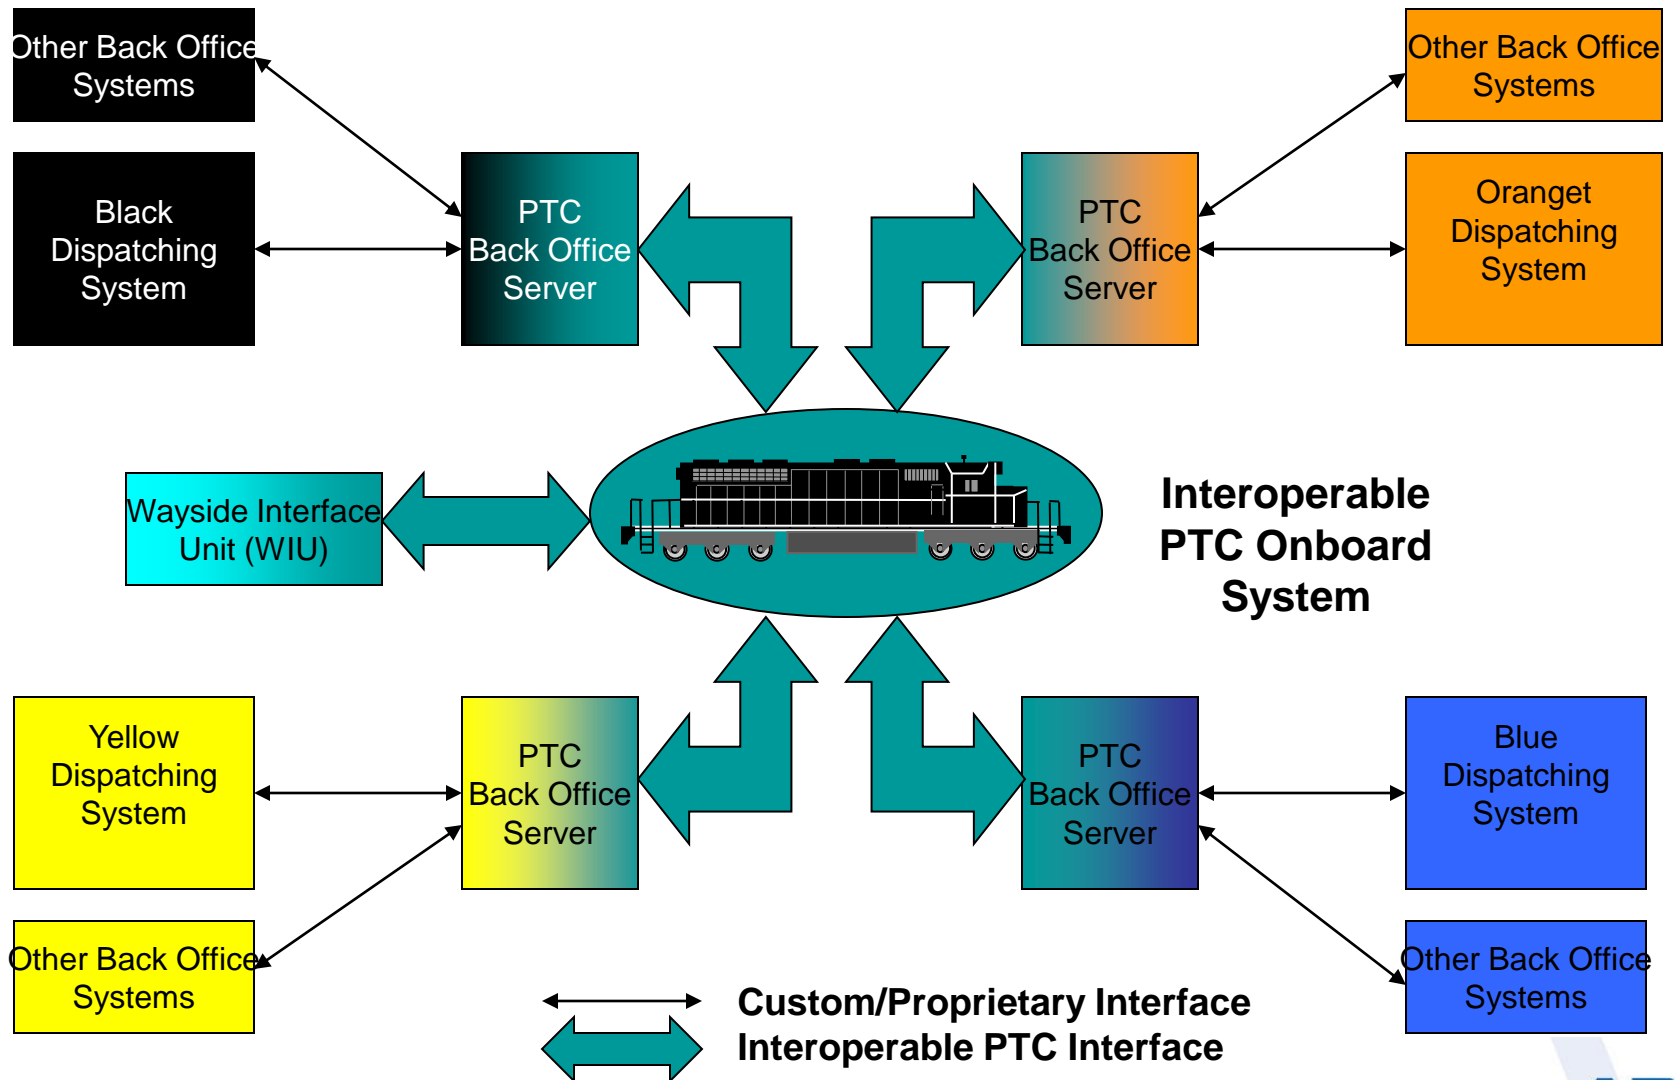 Other Back Office
Systems
Black
Dispatching
System
PTC
Back Office
Server
PTC
Back Office
Server
Other Back Office
Systems
Oranget
Dispatching
System
Wayside Interface
Unit (WIU)
Interoperable
PTC Onboard
System
Yellow
Dispatching
System
Other Back Office
Systems
PTC
Back Office
Server
PTC
Back Office
Server
Blue
Dispatching
System
Other Back Office
Systems
Custom/Proprietary Interface
Interoperable PTC Interface